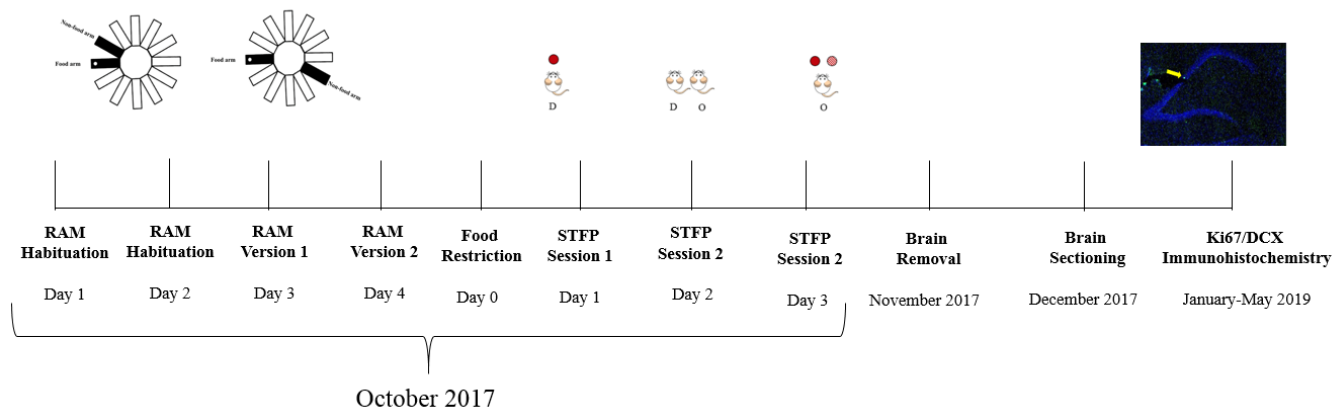 Non-food arm
Food arm
Food arm
Non-food arm
D
D O
O
RAM
Habituation
Day 1
RAM
Habituation
Day 2
RAM
Version 1
Day 3
RAM
Version 2
Day 4
Food
Restriction
Day 0
STFP
Session 1
Day 1
STFP
Session 2
Day 2
STFP
Session 2
Day 3
Brain
Removal
November 2017
Brain
Sectioning
December 2017
Ki67/DCX
Immunohistochemistry
January-May 2019
October 2017